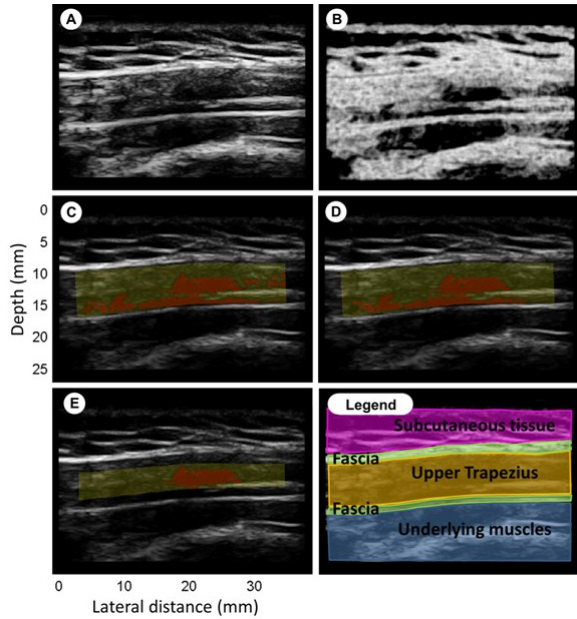 A
B
C
D
0
5
10
15
20
25
Depth (mm)
E
Legend
Subcutaneous tissue
Fascia
Upper Trapezius
Fascia
Underlying muscles
0
10
20
30
Lateral distance (mm)